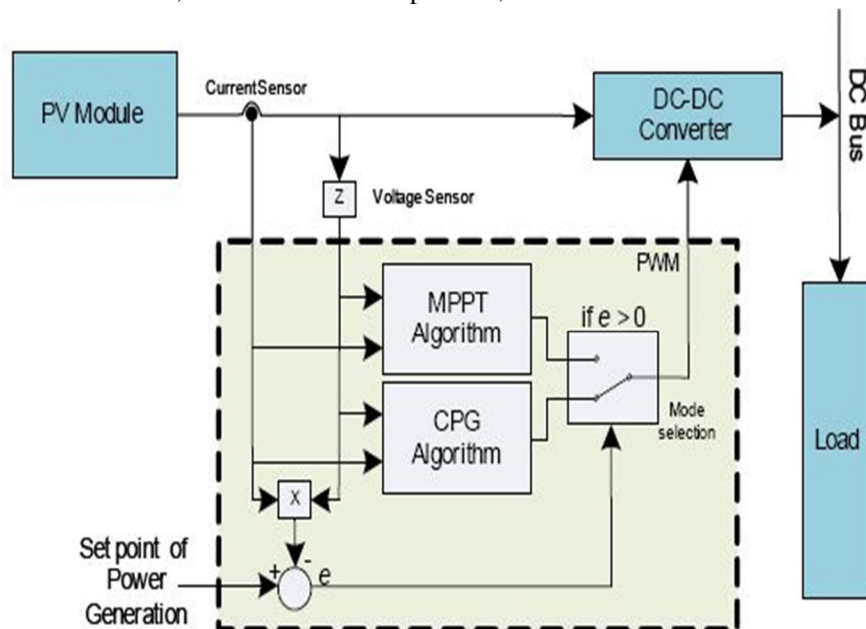 PV Module
CurrentSensor
DC-DC
Converter
DC Bus
Z
Voltage Sensor
PWM
MPPT
Algorithm
if e > 0
CPG
Algorithm
Mode
selection
Load
X
Set point of
Power
Generation
+
-
e